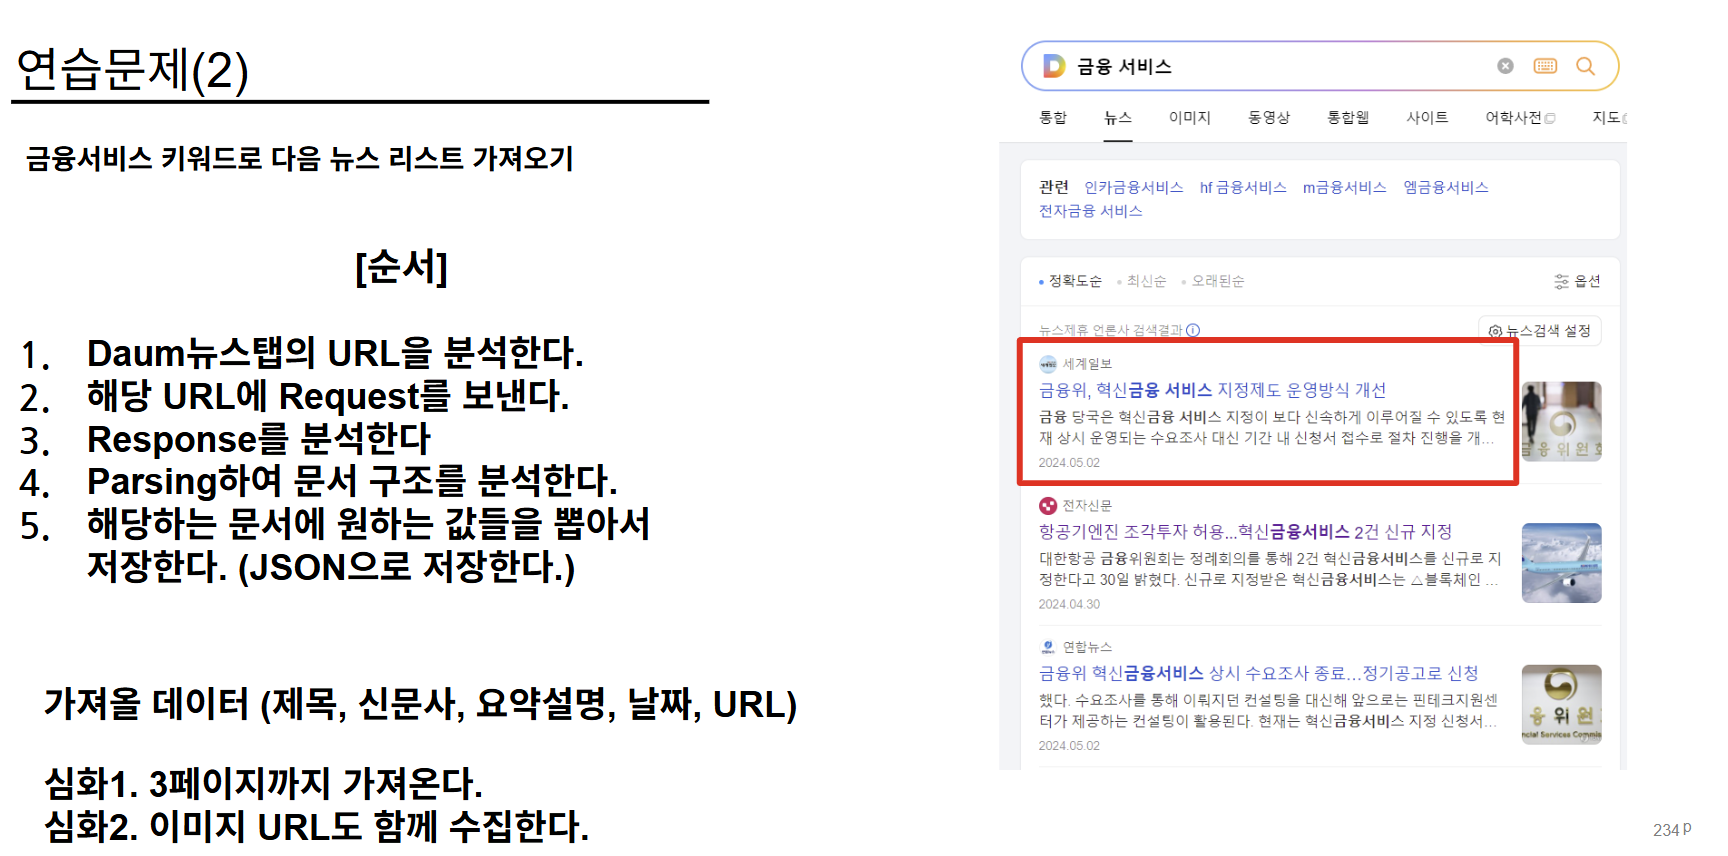 연습문제(2)
금융서비스 키워드로 다음 뉴스 리스트 가져오기
[순서]
1. Daum뉴스탭의 URL을 분석한다.
2. 해당 URL에 Request를 보낸다.
3. Response를 분석한다
4. Parsing하여 문서 구조를 분석한다.
5. 해당하는 문서에 원하는 값들을 뽑아서
저장한다. (JSON으로 저장한다.)
가져올 데이터 (제목, 신문사, 요약설명, 날짜, URL)
심화1. 3페이지까지 가져온다.
심화2. 이미지 URL도 함께 수집한다.
금융 서비스
통합 뉴스 이미지 동영상 통합웹 사이트 어학사전 지도
관련 인카금융서비스 hf 금융서비스 m금융서비스 엠금융서비스
전자금융 서비스
정확도순 최신순 오래된순 옵션
뉴스제휴 언론사 검색결과 뉴스검색 설정
세계일보
금융위, 혁신금융 서비스 지정제도 운영방식 개선
금융 당국은 혁신금융 서비스 지정이 보다 신속하게 이루어질 수 있도록 현
재 상시 운영되는 수요조사 대신 기간 내 신청서 접수로 절차 진행을 개...
2024.05.02
금융위원회
전자신문
항공기엔진 조각투자 허용...혁신금융서비스 2건 신규 지정
대한항공 금융위원회는 정례회의를 통해 2건 혁신금융서비스를 신규로 지
정한다고 30일 밝혔다. 신규로 지정받은 혁신금융서비스는 △블록체인 ...
2024.04.30
연합뉴스
금융위 혁신금융서비스 상시 수요조사 종료...정기공고로 신청
했다. 수요조사를 통해 이뤄지던 컨설팅을 대신해 앞으로는 핀테크지원센
터가 제공하는 컨설팅이 활용된다. 현재는 혁신금융서비스 지정 신청서...
2024.05.02
융위원
ncial Services Commis
234 p